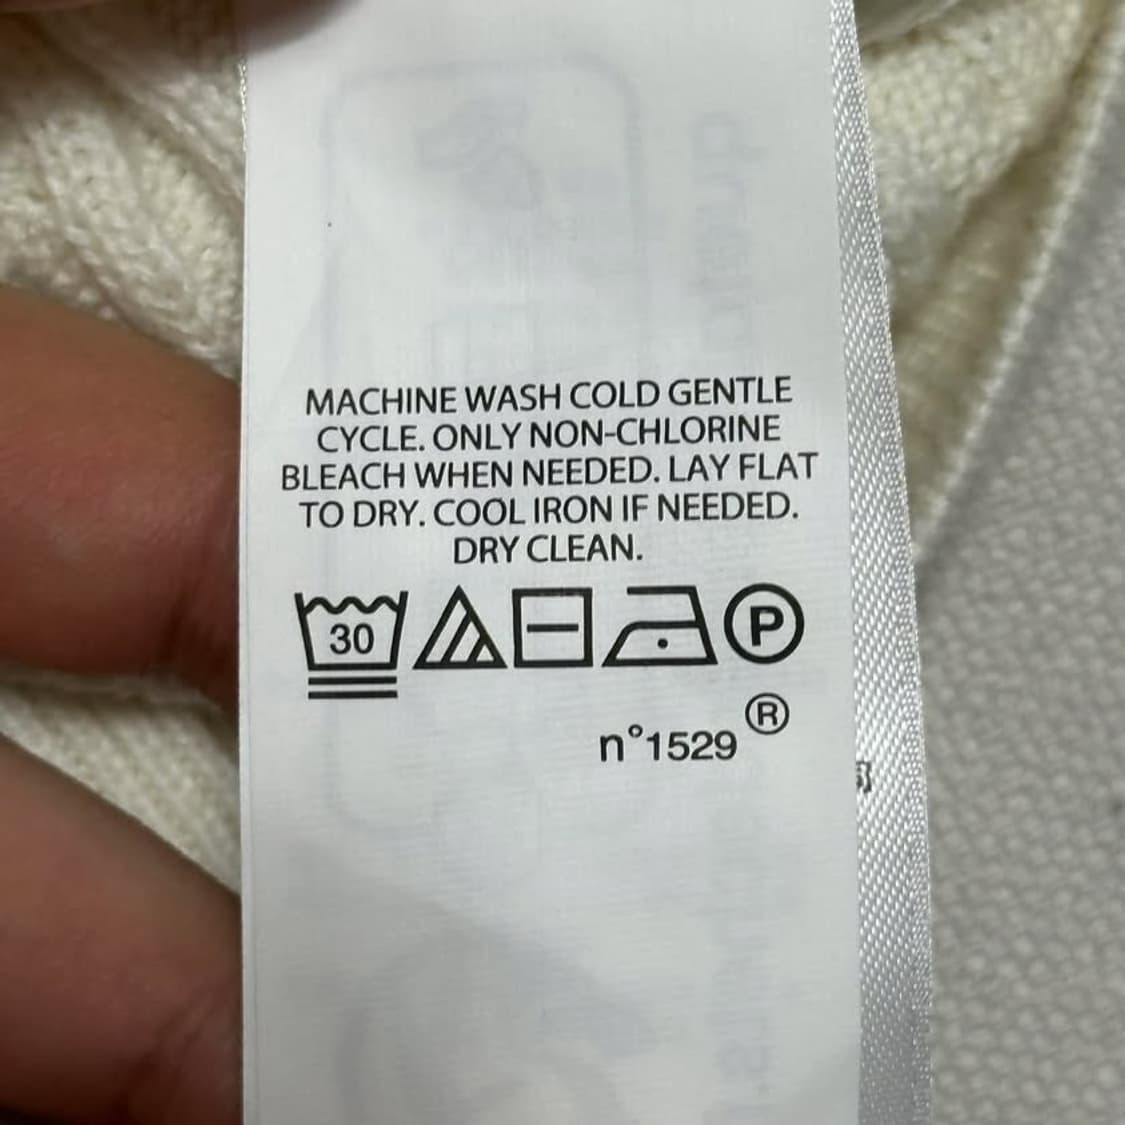 MACHINE WASH COLD GENTLE
CYCLE. ONLY NON-CHLORINE
BLEACH WHEN NEEDED. LAY FLAT
TO DRY. COOL IRON IF NEEDED.
DRY CLEAN.
30 P
®
n°1529